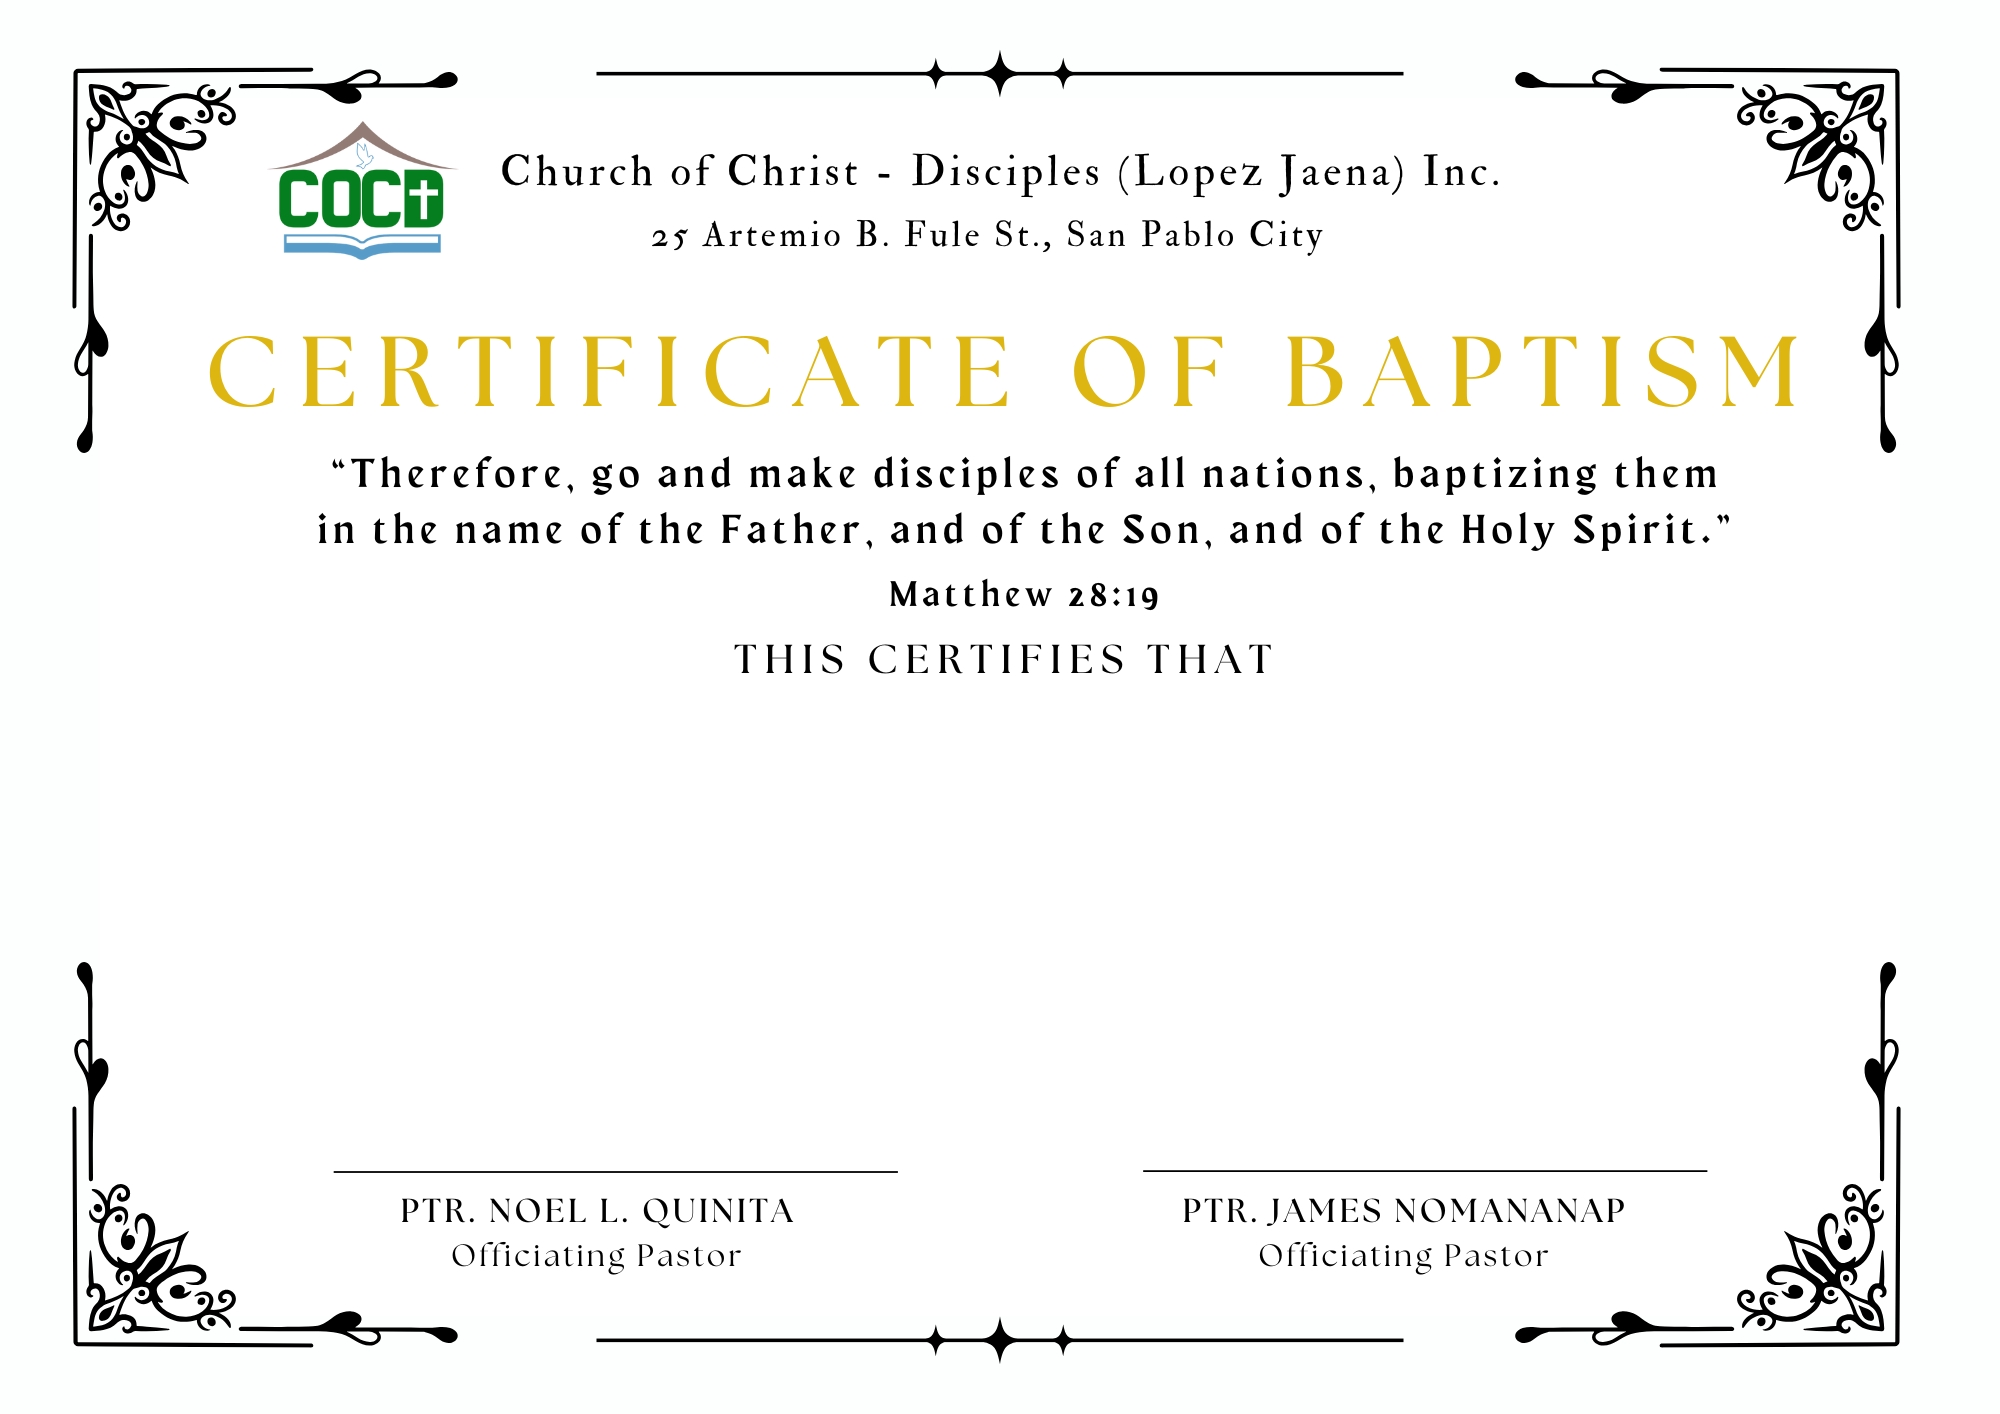 COCD
Church of Christ - Disciples (Lopez Jaena) Inc.
25 Artemio B. Fule St., San Pablo City
CERTIFICATE OF BAPTISM
“Therefore, go and make disciples of all nations, baptizing them
in the name of the Father, and of the Son, and of the Holy Spirit.”
Matthew 28:19
THIS CERTIFIES THAT
PTR. NOEL L. QUINITA
Officiating Pastor
PTR. JAMES NOMANANAP
Officiating Pastor